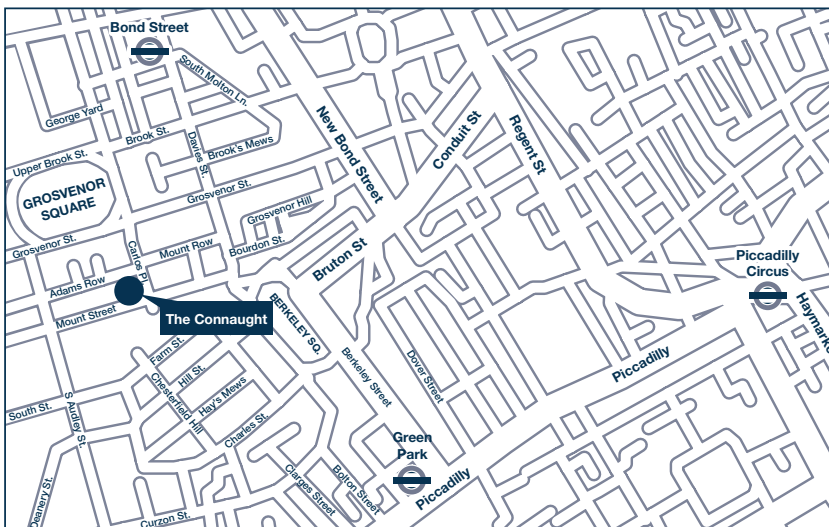 Bond Street
South Molton Ln.
George Yard
Brook St.
Davies St.
Brook's Mews
Upper Brook St.
New Bond Street
Conduit St
Regent St
GROSVENOR
SQUARE
Grosvenor St.
Grosvenor Hill
Grosvenor St.
Carlos Pl
Mount Row
Bourdon St.
Bruton St
Piccadilly
Circus
Adams Row
The Connaught
Mount Street
BERKELEY SQ.
Haymarke
Farm St.
Hill St.
Hay's Mews
Chesterfield Hill
Charles St.
Berkeley Street
Dover Street
Piccadilly
South St.
S Audley St.
Green
Park
Piccadilly
Clarges Street
Bolton Street
Deanery St.
Curzon St.